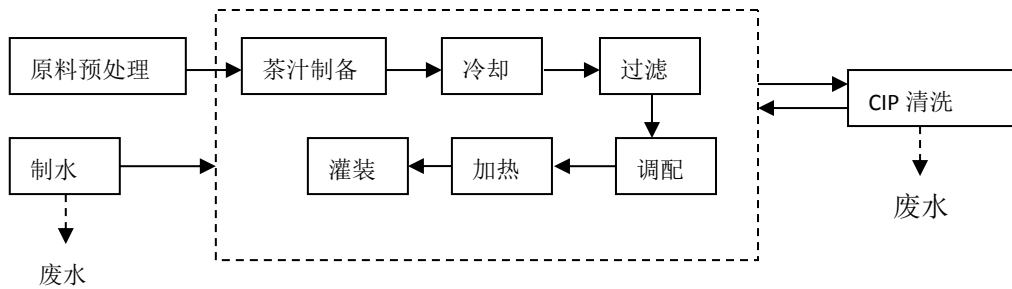 原料预处理
茶汁制备
冷却
过滤
CIP 清洗
制水
灌装
加热
调配
废水
废水